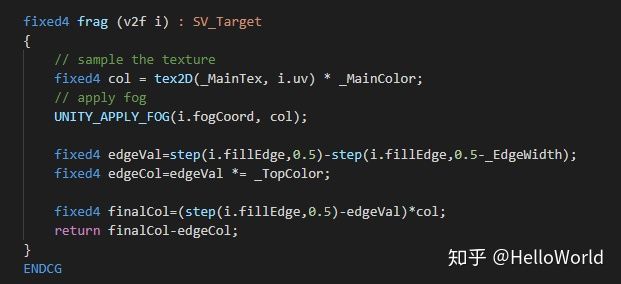 fixed4 frag (v2f i) : SV_Target
{
// sample the texture
fixed4 col = tex2D(_MainTex, i.uv) * _MainColor;
// apply fog
UNITY_APPLY_FOG(i.fogCoord, col);
fixed4 edgeVal=step(i.fillEdge,0.5)-step(i.fillEdge,0.5-_EdgeWidth);
fixed4 edgeCol=edgeVal *= _TopColor;
fixed4 finalCol=(step(i.fillEdge,0.5)-edgeVal)*col;
return finalCol-edgeCol;
}
ENDCG
知乎 @HelloWorld